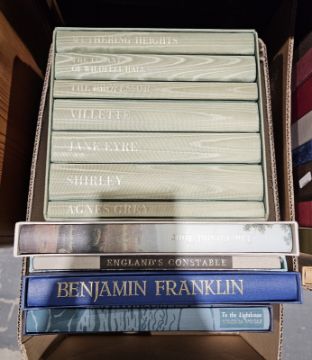 WUTHERING HEIGHTS
THE TENANT
OF WILDFELL HALL
THE PROFESSOR
VILLETTE
JANE EYRE
SHIRLEY
AGNES GREY
ENGLAND'S CONSTABLE
BENJAMIN FRANKLIN
To the Lighthouse